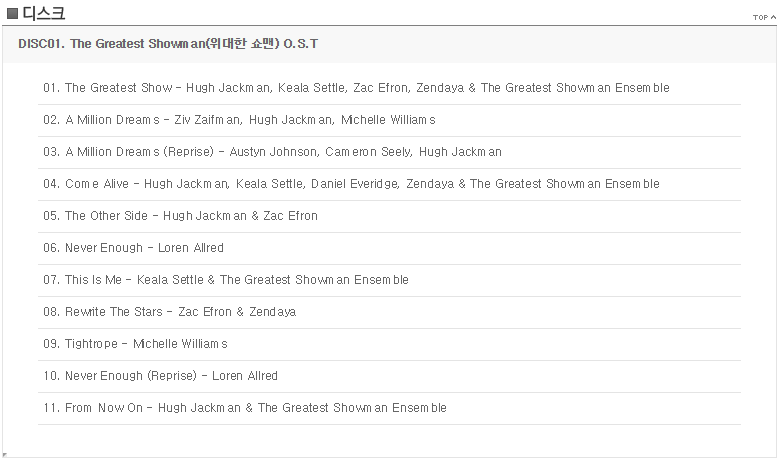 디스크
TOP
DISC01. The Greatest Showman(위대한 쇼맨) O.S.T
01. The Greatest Show - Hugh Jackman, Keala Settle, Zac Efron, Zendaya & The Greatest Showman Ensemble
02. A Million Dreams - Ziv Zaifman, Hugh Jackman, Michelle Williams
03. A Million Dreams (Reprise) - Austyn Johnson, Cameron Seely, Hugh Jackman
04. Come Alive - Hugh Jackman, Keala Settle, Daniel Everidge, Zendaya & The Greatest Showman Ensemble
05. The Other Side - Hugh Jackman & Zac Efron
06. Never Enough - Loren Allred
07. This Is Me - Keala Settle & The Greatest Showman Ensemble
08. Rewrite The Stars - Zac Efron & Zendaya
09. Tightrope - Michelle Williams
10. Never Enough (Reprise) - Loren Allred
11. From Now On - Hugh Jackman & The Greatest Showman Ensemble